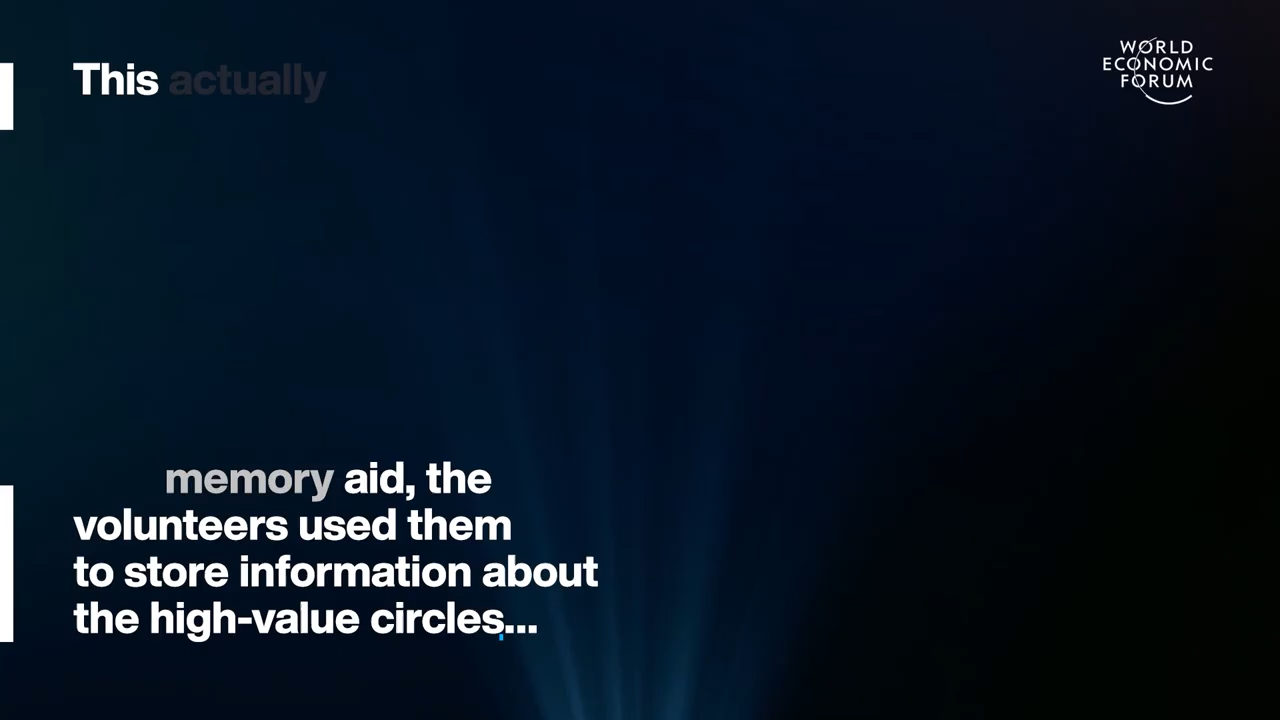 This actually
WORLD
ECONOMIC
FORUM
memory aid, the
volunteers used them
to store information about
the high-value circles...